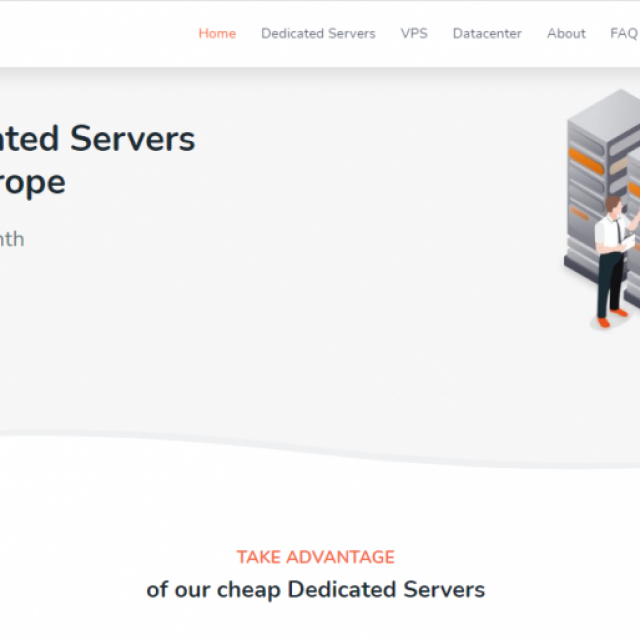 Home Dedicated Servers VPS Datacenter About FAQ
ated Servers
rope
nth
TAKE ADVANTAGE
of our cheap Dedicated Servers